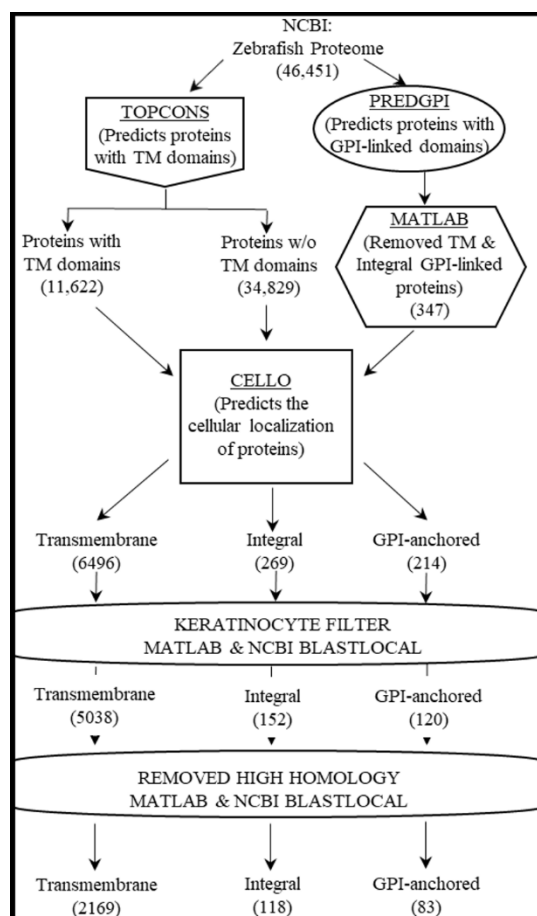 NCBI:
Zebrafish Proteome
(46,451)
TOPCONS
(Predicts proteins
with TM domains)
PREDGPI
(Predicts proteins with
GPI-linked domains)
MATLAB
(Removed TM &
Integral GPI-linked
proteins)
(347)
Proteins with
TM domains
(11,622)
Proteins w/o
TM domains
(34,829)
CELLO
(Predicts the
cellular localization
of proteins)
Transmembrane
(6496)
Integral
(269)
GPI-anchored
(214)
KERATINOCYTE FILTER
MATLAB & NCBI BLASTLOCAL
Transmembrane
(5038)
Integral
(152)
GPI-anchored
(120)
REMOVED HIGH HOMOLOGY
MATLAB & NCBI BLASTLOCAL
Transmembrane
(2169)
Integral
(118)
GPI-anchored
(83)